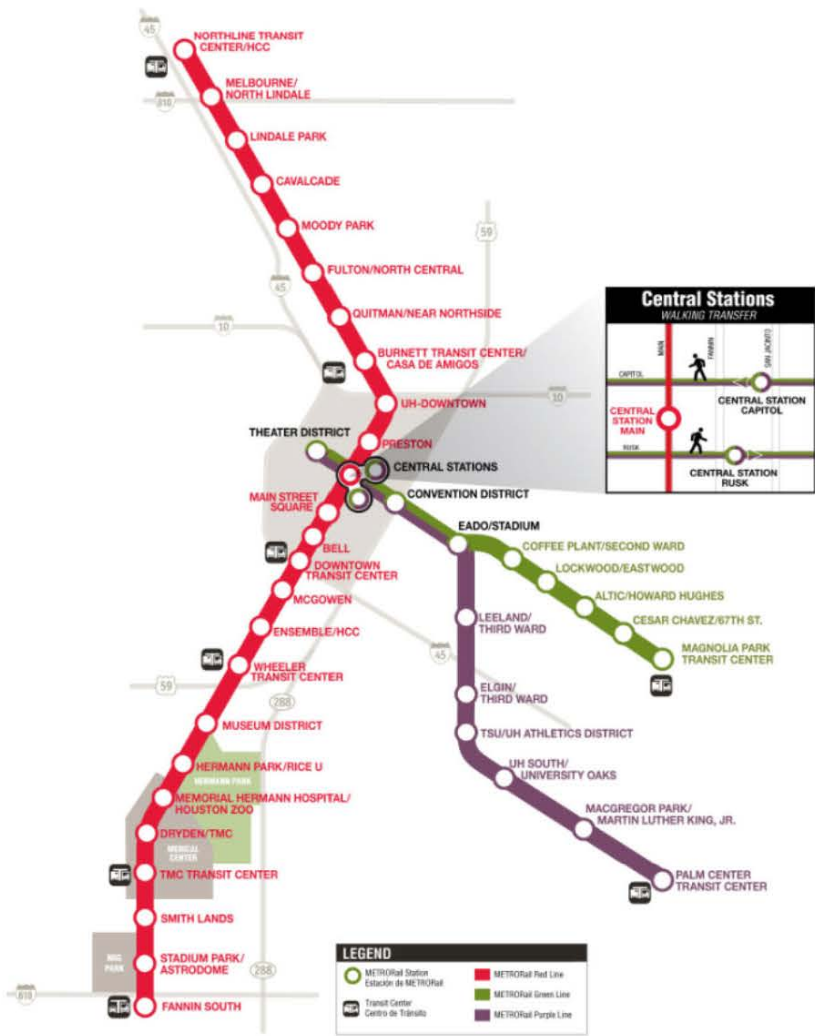 NORTHLINE TRANSIT
CENTER/HCC
45
MELBOURNE/
NORTH LINDALE
610
LINDALE PARK
CAVALCADE
MOODY PARK
59
FULTON/NORTH CENTRAL
45
QUITMAN/NEAR NORTHSIDE
10
BURNETT TRANSIT CENTER/
CASA DE AMIGOS
10
UH-DOWNTOWN
THEATER DISTRICT
PRESTON
CENTRAL STATIONS
MAIN STREET
SQUARE
CONVENTION DISTRICT
EADO/STADIUM
BELL
DOWNTOWN
TRANSIT CENTER
COFFEE PLANT/SECOND WARD
LOCKWOOD/EASTWOOD
MCGOWEN
ALTIC/HOWARD HUGHES
ENSEMBLE/HCC
LEELAND/
THIRD WARD
CESAR CHAVEZ/67TH ST.
MAGNOLIA PARK
TRANSIT CENTER
WHEELER
TRANSIT CENTER
45
59
288
ELGIN/
THIRD WARD
MUSEUM DISTRICT
TSU/UH ATHLETICS DISTRICT
HERMANN PARK/RICE U
HERMANN PARK
UH SOUTH/
UNIVERSITY OAKS
MEMORIAL HERMANN HOSPITAL/
HOUSTON ZOO
MACGREGOR PARK/
MARTIN LUTHER KING, JR.
DRYDEN/TMC
MEDICAL
CENTER
TMC TRANSIT CENTER
PALM CENTER
TRANSIT CENTER
SMITH LANDS
NRG
PARK
STADIUM PARK/
ASTRODOME
288
610
FANNIN SOUTH
Central Stations
WALKING TRANSFER
MAIN
FANNIN
CAPITOL
CENTRAL STATION
CAPITOL
CENTRAL
STATION
MAIN
RUSK
CENTRAL STATION
RUSK
LEGEND
METRORail Station
Estación de METRORail
Transit Center
Centro de Tránsito
METRORail Red Line
METRORail Green Line
METRORail Purple Line